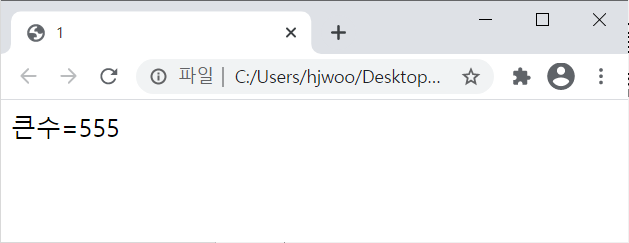 1
파일 | C:/Users/hjwoo/Desktop...
큰수=555